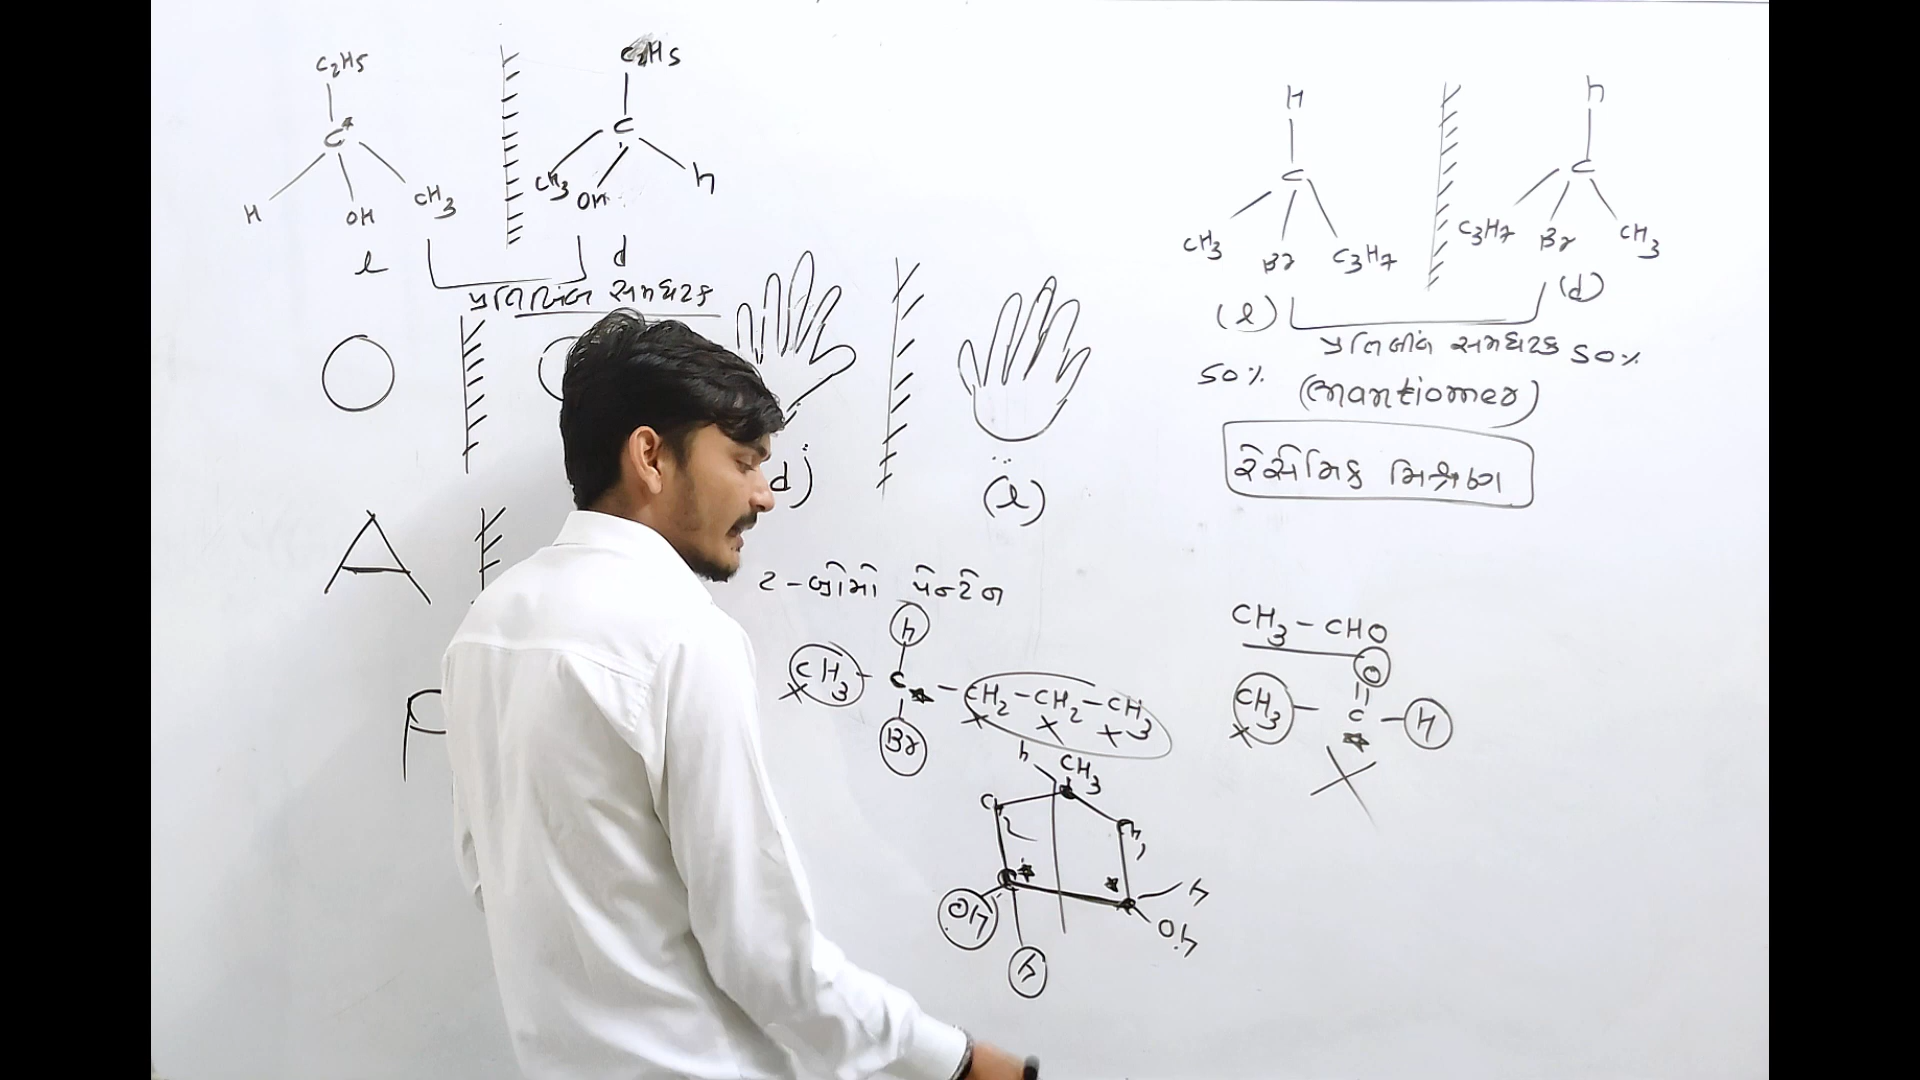 C2H5
C*
H OH CH3
l
C2H5
C
CH3 OH h
d
પ્રતિબિંબ સમઘટક
H
C
CH3 Br C3H7
(l)
h
C
C3H7 Br CH3
(d)
પ્રતિબીંબ સમઘટક 50%
50% (Enantiomer)
રેસેમિક મિશ્રણ
d)
(l)
A
P
2-બ્રોમો પેન્ટેન
h
CH3 - C* - CH2 - CH2 - CH3
Br
CH3 - CHO
O
CH3 - C - H
h CH3
C
h
OH
OH
h